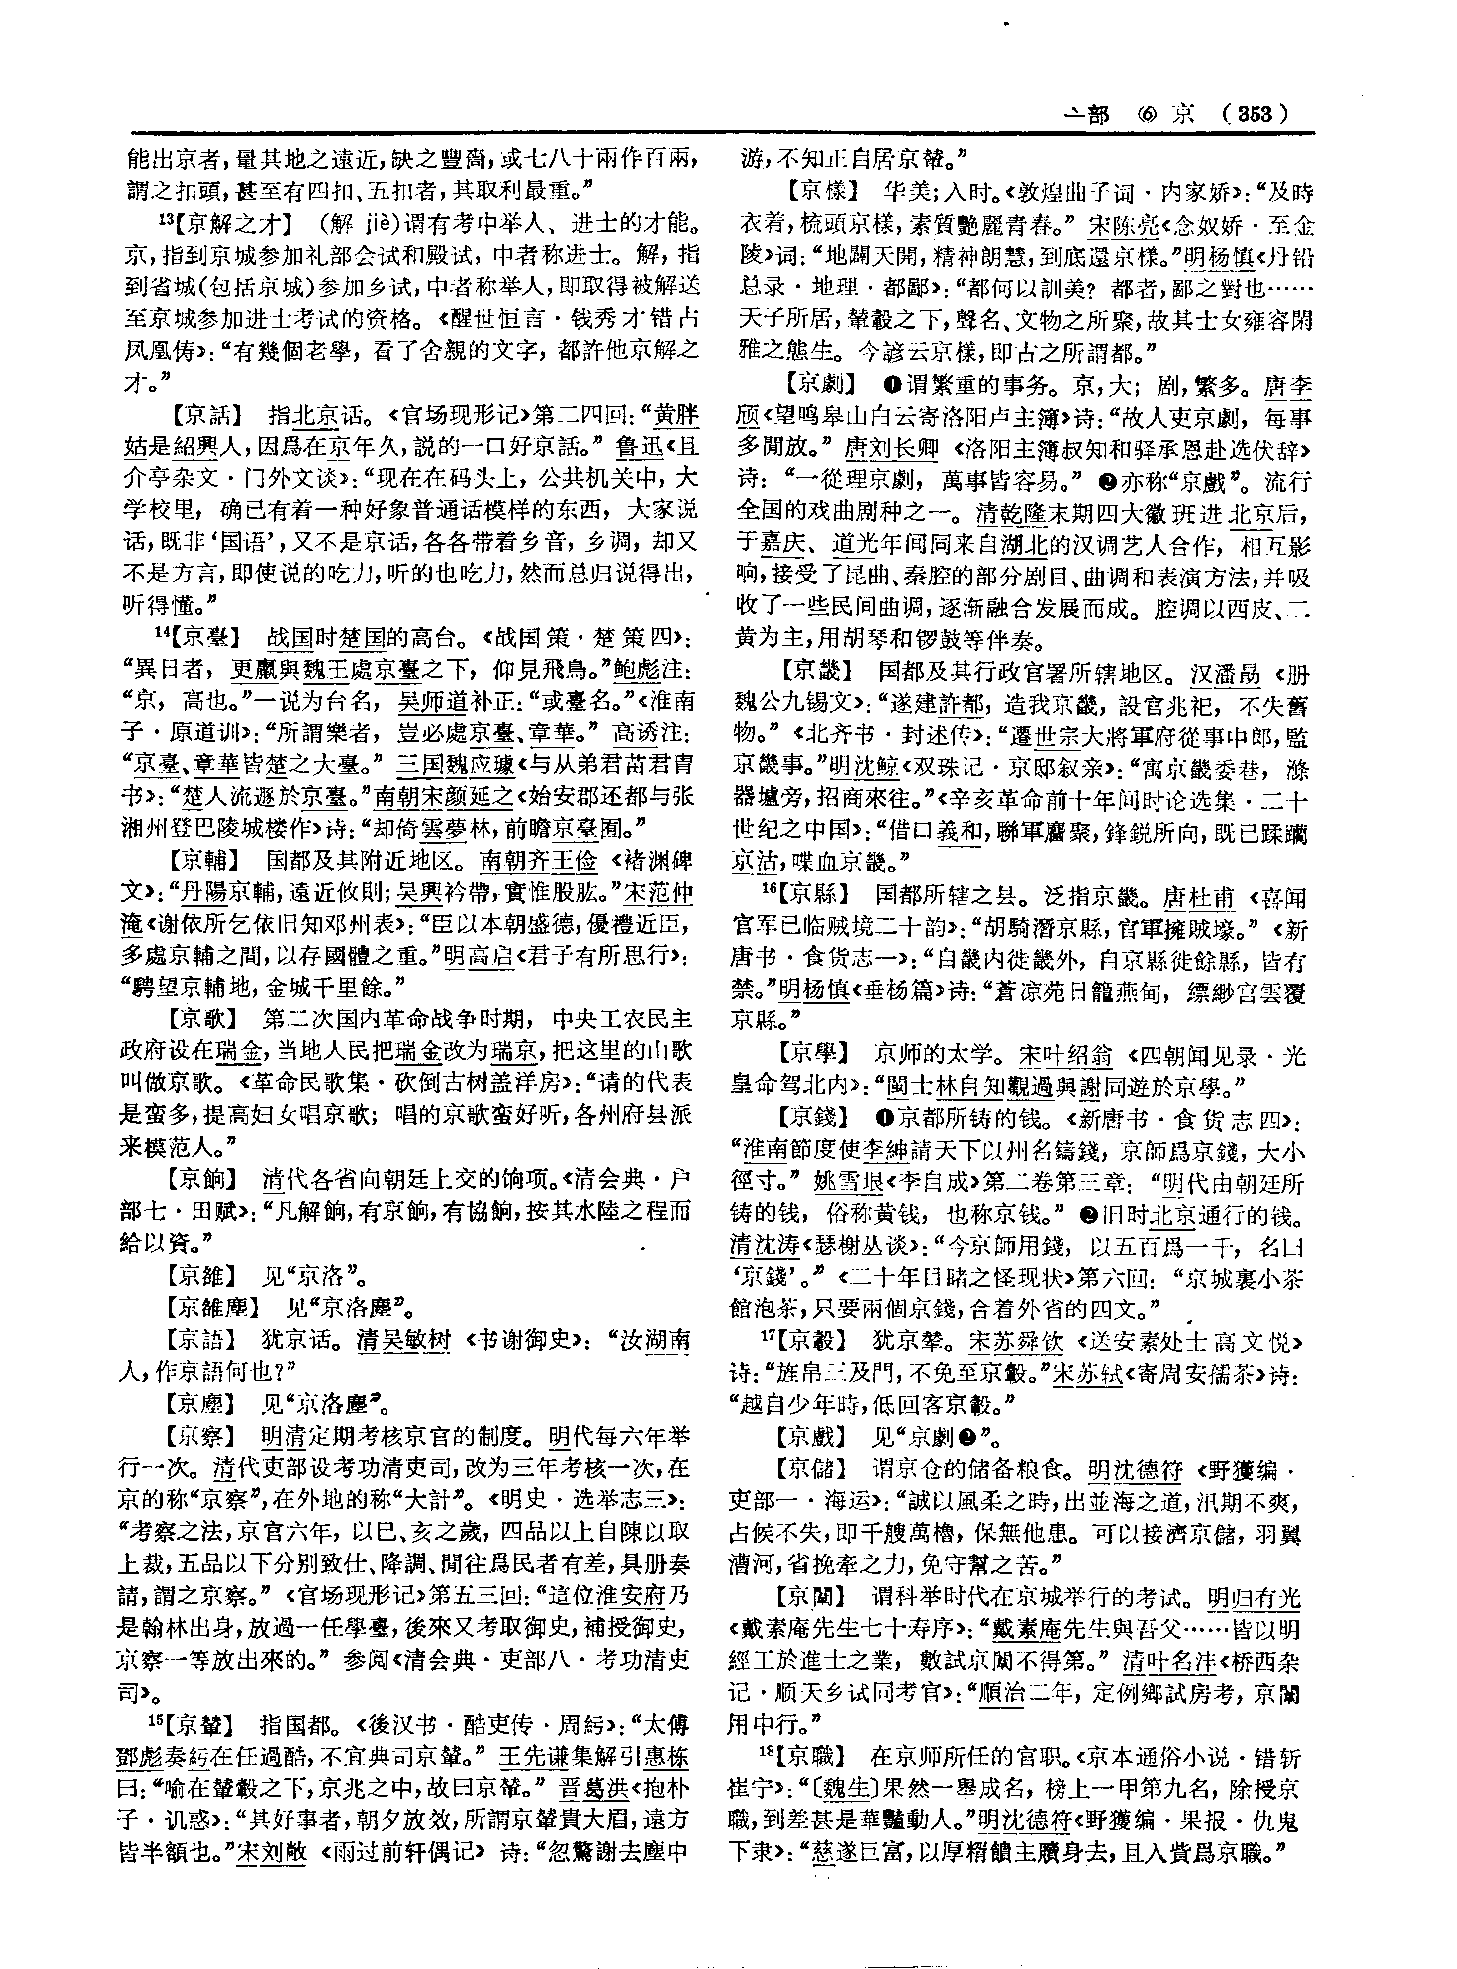 亠部 ⑥ 京 (353)
能出京者，量其地之遠近，缺之豐嗇，或七八十兩作百兩，
謂之扣頭，甚至有四扣、五扣者，其取利最重。”
13【京解之才】 (解 jiè)谓有考中举人、进士的才能。
京，指到京城参加礼部会试和殿试，中者称进士。解，指
到省城(包括京城)参加乡试，中者称举人，即取得被解送
至京城参加进士考试的资格。《醒世恒言·钱秀才错占
凤凰俦》：“有幾個老學，看了舍親的文字，都許他京解之
才。”
【京話】 指北京话。《官场现形记》第二四回：“黄胖
姑是紹興人，因爲在京年久，説的一口好京話。”鲁迅《且
介亭杂文·门外文谈》：“现在在码头上，公共机关中，大
学校里，确已有着一种好象普通话模样的东西，大家说
话，既非‘国语’，又不是京话，各各带着乡音，乡调，却又
不是方言，即使说的吃力，听的也吃力，然而总归说得出，
听得懂。”
14【京臺】 战国时楚国的高台。《战国策·楚策四》：
“異日者，更羸與魏王處京臺之下，仰見飛鳥。”鲍彪注：
“京，高也。”一说为台名，吴师道补正：“或臺名。”《淮南
子·原道训》：“所謂樂者，豈必處京臺、章華。”高诱注：
“京臺、章華皆楚之大臺。”三国魏应璩《与从弟君苗君胄
书》：“楚人流遯於京臺。”南朝宋颜延之《始安郡还都与张
湘州登巴陵城楼作》诗：“却倚雲夢林，前瞻京臺囿。”
【京輔】 国都及其附近地区。南朝齐王俭《褚渊碑
文》：“丹陽京輔，遠近攸則；吴興衿帶，實惟股肱。”宋范仲
淹《谢依所乞依旧知邓州表》：“臣以本朝盛德，優禮近臣，
多處京輔之間，以存國體之重。”明高启《君子有所思行》：
“騁望京輔地，金城千里餘。”
【京歌】 第二次国内革命战争时期，中央工农民主
政府设在瑞金，当地人民把瑞金改为瑞京，把这里的山歌
叫做京歌。《革命民歌集·砍倒古树盖洋房》：“请的代表
是蛮多，提高妇女唱京歌；唱的京歌蛮好听，各州府县派
来模范人。”
【京餉】 清代各省向朝廷上交的饷项。《清会典·户
部七·田赋》：“凡解餉，有京餉，有協餉，按其水陸之程而
給以資。”
【京雒】 见“京洛”。
【京雒塵】 见“京洛塵”。
【京語】 犹京话。清吴敏树《书谢御史》：“汝湖南
人，作京語何也？”
【京塵】 见“京洛塵”。
【京察】 明清定期考核京官的制度。明代每六年举
行一次。清代吏部设考功清吏司，改为三年考核一次，在
京的称“京察”，在外地的称“大計”。《明史·选举志三》：
“考察之法，京官六年，以巳、亥之歲，四品以上自陳以取
上裁，五品以下分别致仕、降調、閒住爲民者有差，具册奏
請，謂之京察。”《官场现形记》第五三回：“這位淮安府乃
是翰林出身，放過一任學臺，後來又考取御史，補授御史，
京察一等放出來的。”参阅《清会典·吏部八·考功清吏
司》。
15【京輦】 指国都。《後汉书·酷吏传·周䊸》：“太傅
鄧彪奏䊸在任過酷，不宜典司京輦。”王先谦集解引惠栋
曰：“喻在輦轂之下，京兆之中，故曰京輦。”晋葛洪《抱朴
子·讥惑》：“其好事者，朝夕放效，所謂京輦貴大眉，遠方
皆半額也。”宋刘敞《雨过前轩偶记》诗：“忽驚謝去塵中
游，不知正自居京輦。”
【京樣】 华美；入时。《敦煌曲子词·内家娇》：“及時
衣着，梳頭京樣，素質艷麗青春。”宋陈亮《念奴娇·至金
陵》词：“地闢天開，精神朗慧，到底還京樣。”明杨慎《丹铅
总录·地理·都鄙》：“都何以訓美？都者，鄙之對也……
天子所居，輦轂之下，聲名、文物之所聚，故其士女雍容閑
雅之態生。今諺云京樣，即古之所謂都。”
【京劇】 ❶谓繁重的事务。京，大；剧，繁多。唐李
颀《望鸣皋山白云寄洛阳卢主簿》诗：“故人吏京劇，每事
多閒放。”唐刘长卿《洛阳主簿叔知和驿承恩赴选伏辞》
诗：“一從理京劇，萬事皆容易。”❷亦称“京戲”。流行
全国的戏曲剧种之一。清乾隆末期四大徽班进北京后，
于嘉庆、道光年间同来自湖北的汉调艺人合作，相互影
响，接受了昆曲、秦腔的部分剧目、曲调和表演方法，并吸
收了一些民间曲调，逐渐融合发展而成。腔调以西皮、二
黄为主，用胡琴和锣鼓等伴奏。
【京畿】 国都及其行政官署所辖地区。汉潘勗《册
魏公九锡文》：“遂建許都，造我京畿，設官兆祀，不失舊
物。”《北齐书·封述传》：“遷世宗大將軍府從事中郎，監
京畿事。”明沈鲸《双珠记·京邸叙亲》：“寓京畿委巷，滌
器壚旁，招商來往。”《辛亥革命前十年间时论选集·二十
世纪之中国》：“借口義和，聯軍麕聚，鋒鋭所向，既已蹂躪
京沽，喋血京畿。”
16【京縣】 国都所辖之县。泛指京畿。唐杜甫《喜闻
官军已临贼境二十韵》：“胡騎潛京縣，官軍擁賊壕。”《新
唐书·食货志一》：“自畿内徙畿外，自京縣徙餘縣，皆有
禁。”明杨慎《垂杨篇》诗：“蒼凉苑日籠燕甸，縹緲宫雲覆
京縣。”
【京學】 京师的太学。宋叶绍翁《四朝闻见录·光
皇命驾北内》：“閩士林自知觀過與謝同遊於京學。”
【京錢】 ❶京都所铸的钱。《新唐书·食货志四》：
“淮南節度使李紳請天下以州名鑄錢，京師爲京錢，大小
徑寸。”姚雪垠《李自成》第二卷第三章：“明代由朝廷所
铸的钱，俗称黄钱，也称京钱。”❷旧时北京通行的钱。
清沈涛《瑟榭丛谈》：“今京師用錢，以五百爲一千，名曰
‘京錢’。”《二十年目睹之怪现状》第六回：“京城裏小茶
館泡茶，只要兩個京錢，合着外省的四文。”
17【京轂】 犹京辇。宋苏舜钦《送安素处士高文悦》
诗：“旌帛三及門，不免至京轂。”宋苏轼《寄周安孺茶》诗：
“越自少年時，低回客京轂。”
【京戲】 见“京劇❷”。
【京儲】 谓京仓的储备粮食。明沈德符《野獲编·
吏部一·海运》：“誠以風柔之時，出並海之道，汛期不爽，
占候不失，即千艘萬櫓，保無他患。可以接濟京儲，羽翼
漕河，省挽牽之力，免守幫之苦。”
【京闈】 谓科举时代在京城举行的考试。明归有光
《戴素庵先生七十寿序》：“戴素庵先生與吾父……皆以明
經工於進士之業，數試京闈不得第。”清叶名沣《桥西杂
记·顺天乡试同考官》：“順治二年，定例鄉試房考，京闈
用中行。”
18【京職】 在京师所任的官职。《京本通俗小说·错斩
崔宁》：“〔魏生〕果然一舉成名，榜上一甲第九名，除授京
職，到差甚是華豔動人。”明沈德符《野獲编·果报·仇鬼
下隶》：“慈遂巨富，以厚糈饋主贖身去，且入貲爲京職。”